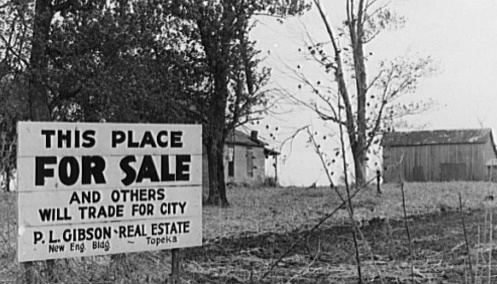 THIS PLACE
FOR SALE
AND OTHERS
WILL TRADE FOR CITY
P. L. GIBSON - REAL ESTATE
New Eng. Bldg - Topeka